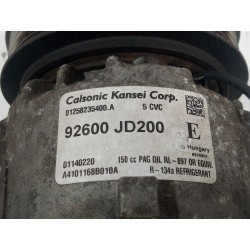 Calsonic Kansei Corp.
01258235400.A 5 CVC
92600 JD200 E
Hungary
01140220 150 cc PAG OIL RL-897 OR EQUIV.
A4101168B010A R-134a REFRIGERANT